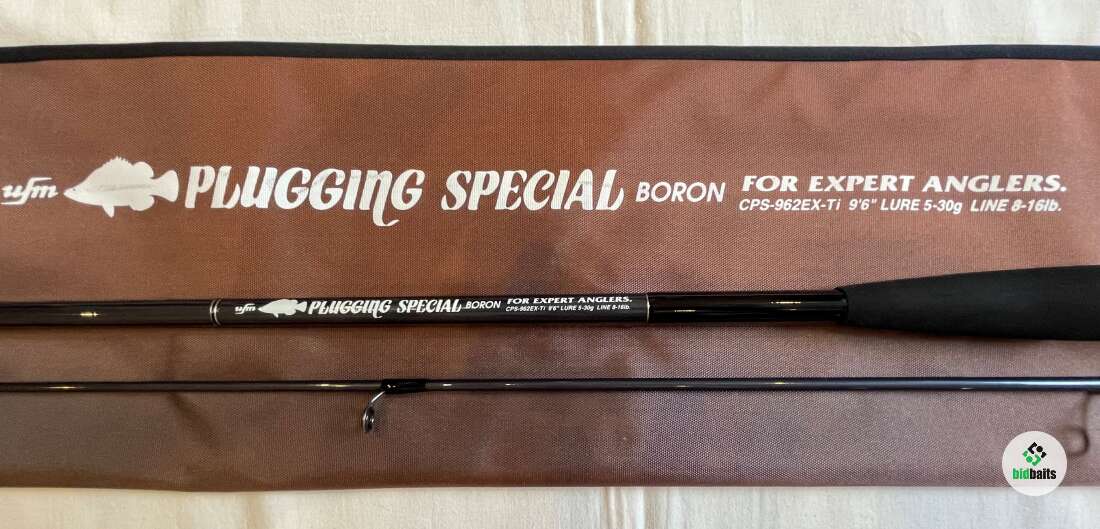 ufm PLUGGING SPECIAL BORON FOR EXPERT ANGLERS.
CPS-962EX-Ti 9'6" LURE 5-30g LINE 8-16lb.
ufm PLUGGING SPECIAL BORON FOR EXPERT ANGLERS.
CPS-962EX-Ti 9'6" LURE 5-30g LINE 8-16lb.
bidbaits